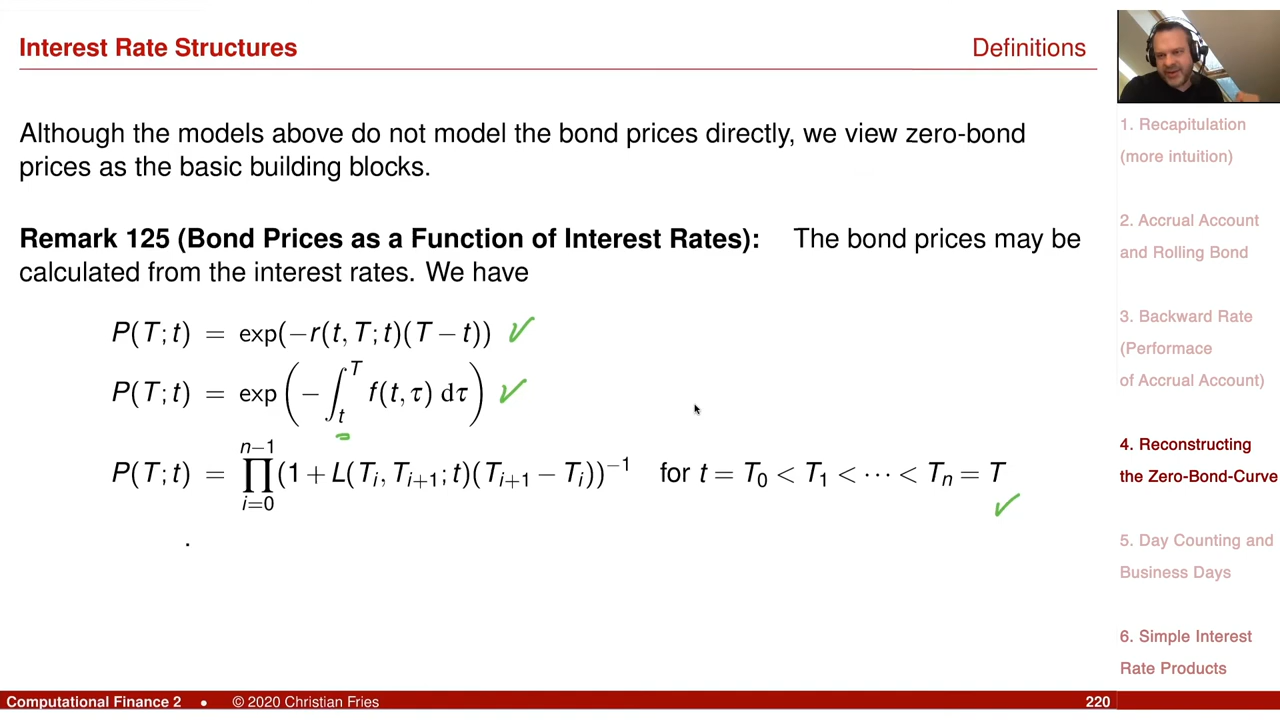 Interest Rate Structures
Definitions
Although the models above do not model the bond prices directly, we view zero-bond
prices as the basic building blocks.
Remark 125 (Bond Prices as a Function of Interest Rates): The bond prices may be
calculated from the interest rates. We have
P(T;t) = exp(−r(t,T;t)(T−t)) ✓
P(T;t) = exp(−∫_t^T f(t,τ) dτ) ✓
P(T;t) = ∏_{i=0}^{n−1} (1+L(T_i,T_{i+1};t)(T_{i+1}−T_i))^{−1} for t = T_0 < T_1 < ⋯ < T_n = T ✓
.
1. Recapitulation
(more intuition)
2. Accrual Account
and Rolling Bond
3. Backward Rate
(Performace
of Accrual Account)
4. Reconstructing
the Zero-Bond-Curve
5. Day Counting and
Business Days
6. Simple Interest
Rate Products
Computational Finance 2 • © 2020 Christian Fries 220